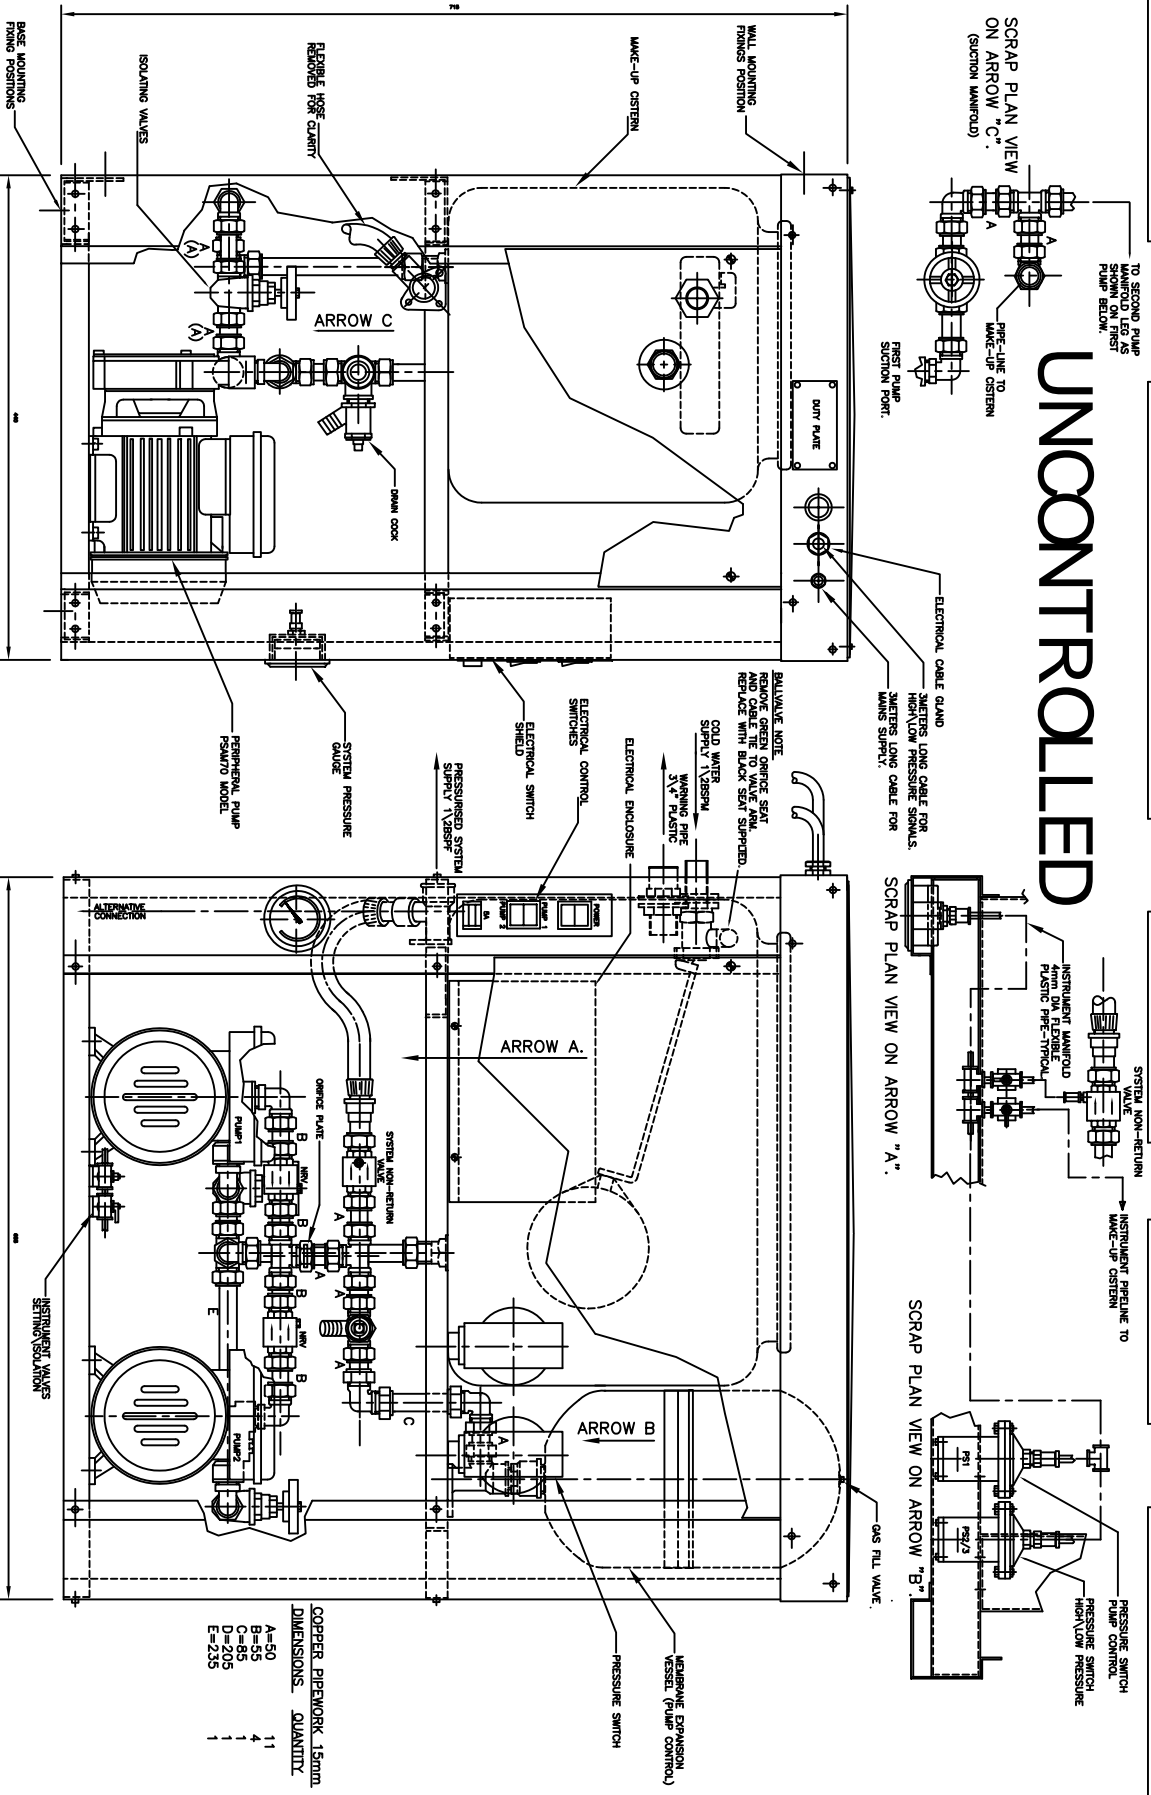 SCRAP PLAN VIEW
ON ARROW "C".
(SUCTION MANIFOLD)
TO SECOND PUMP
MANIFOLD LEG AS
SHOWN ON FIRST
PUMP BELOW.
PIPE-LINE TO
MAKE-UP CISTERN
A
A
FIRST PUMP
SUCTION PORT.
UNCONTROLLED
716
WALL MOUNTING
FIXINGS POSITION
MAKE-UP CISTERN
FLEXIBLE HOSE
REMOVED FOR CLARITY
ISOLATING VALVES
BASE MOUNTING
FIXING POSITIONS
A
(A)
A
(A)
ARROW C
DUTY PLATE
DRAIN COCK
ELECTRICAL CABLE GLAND
3METERS LONG CABLE FOR
HIGH\LOW PRESSURE SIGNALS.
3METERS LONG CABLE FOR
MAINS SUPPLY.
ELECTRICAL SWITCH
SHIELD
SYSTEM PRESSURE
GAUGE
PERIPHERAL PUMP
PSAM70 MODEL
BALLVALVE NOTE
REMOVE GREEN ORIFICE SEAT
AND CABLE TIE TO VALVE ARM.
REPLACE WITH BLACK SEAT SUPPLIED.
COLD WATER
SUPPLY 1\2BSPM
WARNING PIPE
3\4" PLASTIC
ELECTRICAL ENCLOSURE
ELECTRICAL CONTROL
SWITCHES
PRESSURISED SYSTEM
SUPPLY 1\2BSPF
ALTERNATIVE
CONNECTION
POWER
PUMP 1
PUMP 2
5A
SCRAP PLAN VIEW ON ARROW "A".
INSTRUMENT MANIFOLD
4mm DIA FLEXIBLE
PLASTIC PIPE-TYPICAL
SYSTEM NON-RETURN
VALVE
INSTRUMENT PIPELINE TO
MAKE-UP CISTERN
ARROW A.
ORIFICE PLATE
SYSTEM NON-RETURN
VALVE
PUMP1
B
NRV
B
A
A
A
A
B
NRV
B
E
C
A
PUMP2
INSTRUMENT VALVES
SETTING\ISOLATION
ARROW B
SCRAP PLAN VIEW ON ARROW "B".
PS1
PS2/3
PRESSURE SWITCH
PUMP CONTROL
PRESSURE SWITCH
HIGH\LOW PRESSURE
GAS FILL VALVE.
MEMBRANE EXPANSION
VESSEL (PUMP CONTROL)
PRESSURE SWITCH
COPPER PIPEWORK 15mm
DIMENSIONS QUANTITY
A=50 11
B=55 4
C=85 1
D=205 1
E=235 1